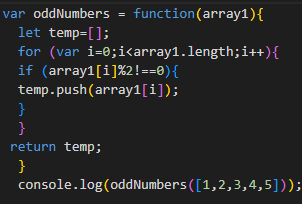 var oddNumbers = function(array1){
let temp=[];
for (var i=0;i<array1.length;i++){
if (array1[i]%2!==0){
temp.push(array1[i]);
}
}
return temp;
}
console.log(oddNumbers([1,2,3,4,5]));